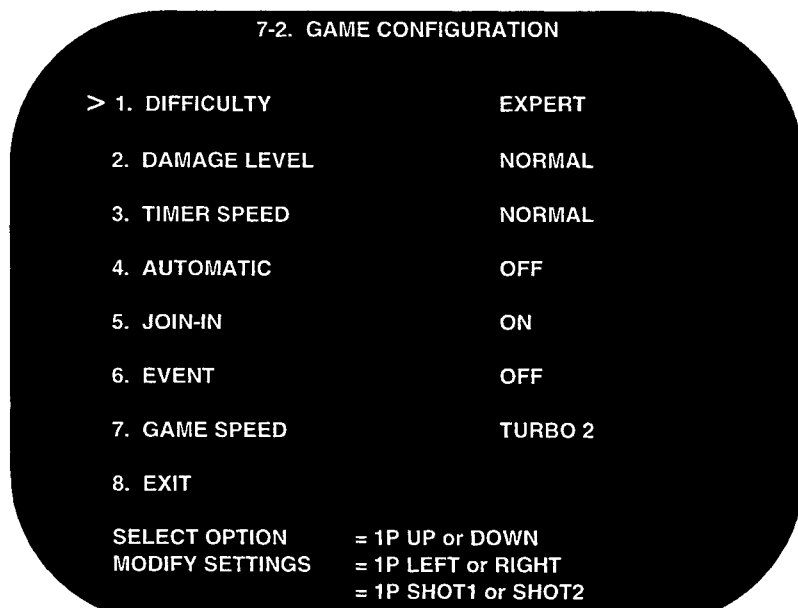 7-2. GAME CONFIGURATION
> 1. DIFFICULTY EXPERT
2. DAMAGE LEVEL NORMAL
3. TIMER SPEED NORMAL
4. AUTOMATIC OFF
5. JOIN-IN ON
6. EVENT OFF
7. GAME SPEED TURBO 2
8. EXIT
SELECT OPTION = 1P UP or DOWN
MODIFY SETTINGS = 1P LEFT or RIGHT
= 1P SHOT1 or SHOT2